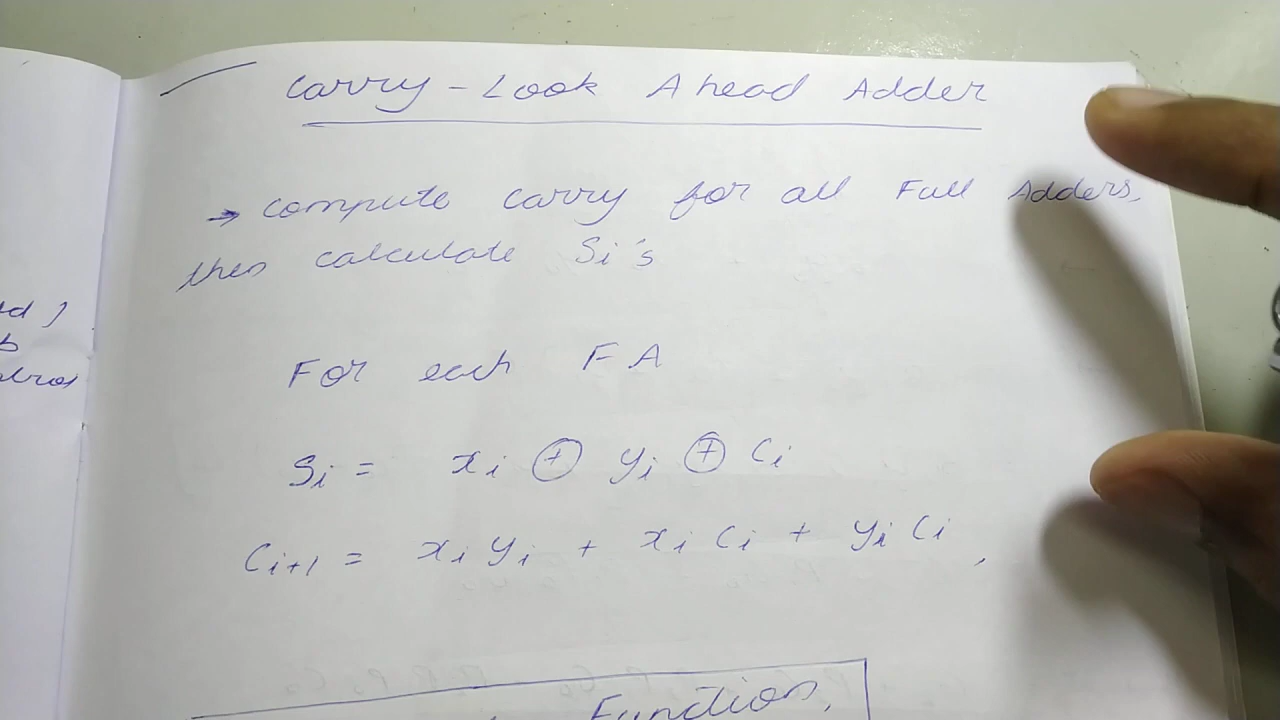 Carry - Look Ahead Adder
→ compute carry for all Full Adders,
then calculate Si's
For each FA
Si = xi ⊕ yi ⊕ Ci
Ci+1 = xi yi + xi Ci + yi Ci ,
Function,